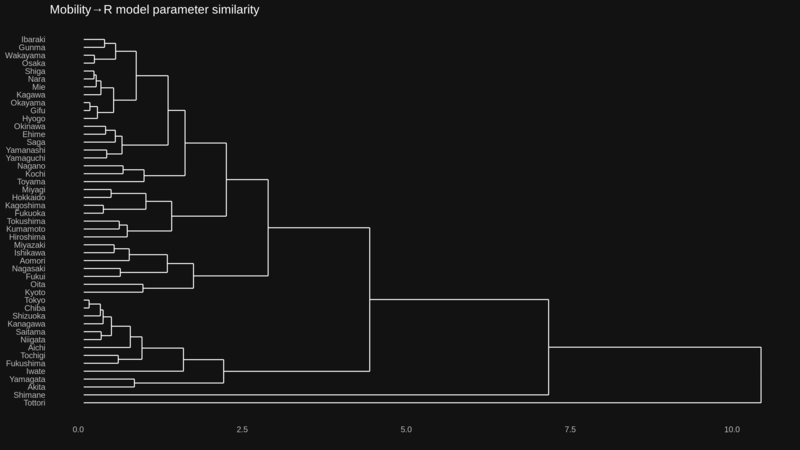 Mobility→R model parameter similarity
Ibaraki
Gunma
Wakayama
Osaka
Shiga
Nara
Mie
Kagawa
Okayama
Gifu
Hyogo
Okinawa
Ehime
Saga
Yamanashi
Yamaguchi
Nagano
Kochi
Toyama
Miyagi
Hokkaido
Kagoshima
Fukuoka
Tokushima
Kumamoto
Hiroshima
Miyazaki
Ishikawa
Aomori
Nagasaki
Fukui
Oita
Kyoto
Tokyo
Chiba
Shizuoka
Kanagawa
Saitama
Niigata
Aichi
Tochigi
Fukushima
Iwate
Yamagata
Akita
Shimane
Tottori
0.0 2.5 5.0 7.5 10.0